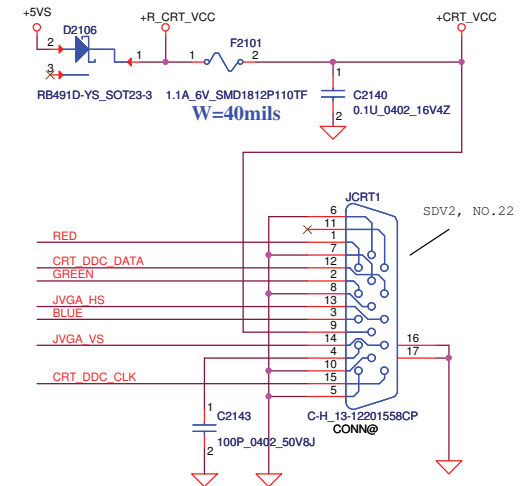 +5VS
+R_CRT_VCC
+CRT_VCC
D2106
F2101
2
1
1
2
3
1
RB491D-YS_SOT23-3
1.1A_6V_SMD1812P110TF
C2140
0.1U_0402_16V4Z
W=40mils
2
JCRT1
SDV2, NO.22
6
11
RED
1
7
CRT_DDC_DATA
12
GREEN
2
8
JVGA_HS
13
BLUE
3
9
JVGA_VS
14
16
4
17
10
CRT_DDC_CLK
15
5
1
C2143
C-H_13-12201558CP
CONN@
100P_0402_50V8J
2